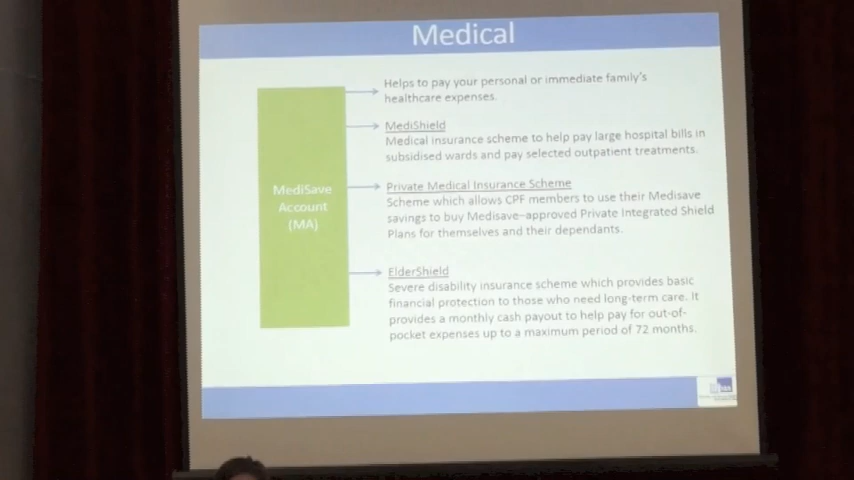 Medical
Helps to pay your personal or immediate family's
healthcare expenses.
MediShield
Medical insurance scheme to help pay large hospital bills in
subsidised wards and pay selected outpatient treatments.
MediSave
Account
(MA)
Private Medical Insurance Scheme
Scheme which allows CPF members to use their Medisave
savings to buy Medisave–approved Private Integrated Shield
Plans for themselves and their dependants.
ElderShield
Severe disability insurance scheme which provides basic
financial protection to those who need long-term care. It
provides a monthly cash payout to help pay for out-of-
pocket expenses up to a maximum period of 72 months.